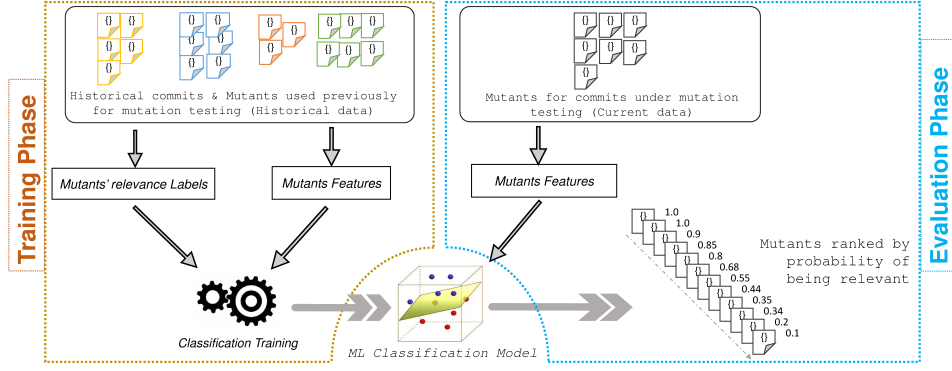 Training Phase
{} {} {} {} {} {} {} {} {} {} {} {} {} {} {} {} {} {} {} {}
Historical commits & Mutants used previously
for mutation testing (Historical data)
Mutants' relevance Labels
Mutants Features
Classification Training
ML Classification Model
{} {} {} {} {} {} {}
Mutants for commits under mutation
testing (Current data)
Mutants Features
{} 1.0
{} 1.0
{} 0.9
{} 0.85
{} 0.8
{} 0.68
{} 0.55
{} 0.44
{} 0.35
{} 0.34
{} 0.2
{} 0.1
Mutants ranked by
probability of
being relevant
Evaluation Phase